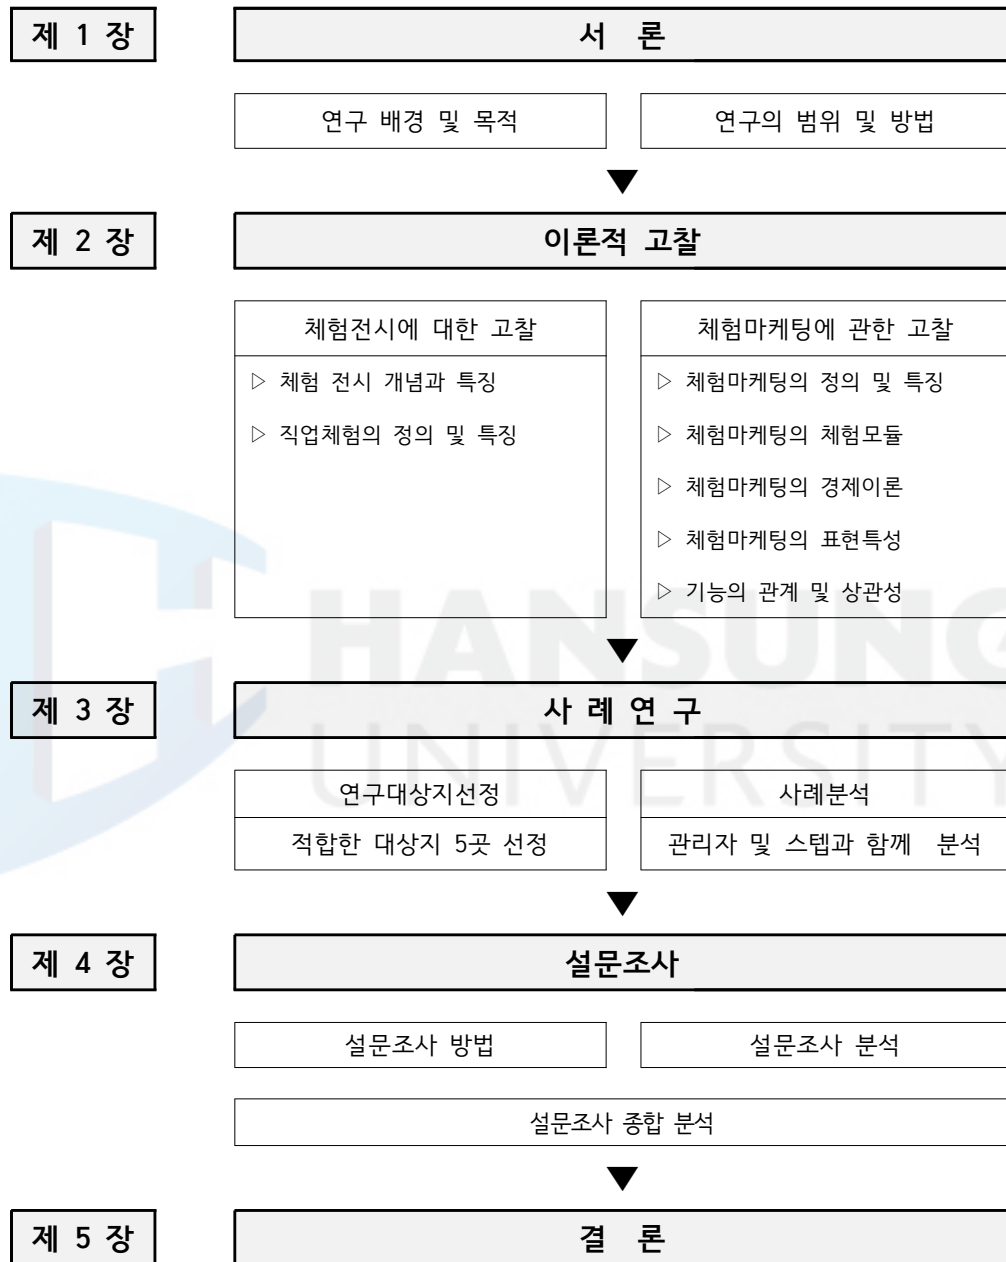 제 1 장
서 론
연구 배경 및 목적
연구의 범위 및 방법
▼
제 2 장
이론적 고찰
체험전시에 대한 고찰
▷ 체험 전시 개념과 특징
▷ 직업체험의 정의 및 특징
체험마케팅에 관한 고찰
▷ 체험마케팅의 정의 및 특징
▷ 체험마케팅의 체험모듈
▷ 체험마케팅의 경제이론
▷ 체험마케팅의 표현특성
▷ 기능의 관계 및 상관성
▼
제 3 장
사 례 연 구
연구대상지선정
적합한 대상지 5곳 선정
사례분석
관리자 및 스텝과 함께 분석
▼
제 4 장
설문조사
설문조사 방법
설문조사 분석
설문조사 종합 분석
▼
제 5 장
결 론
HANSUNG
UNIVERSITY